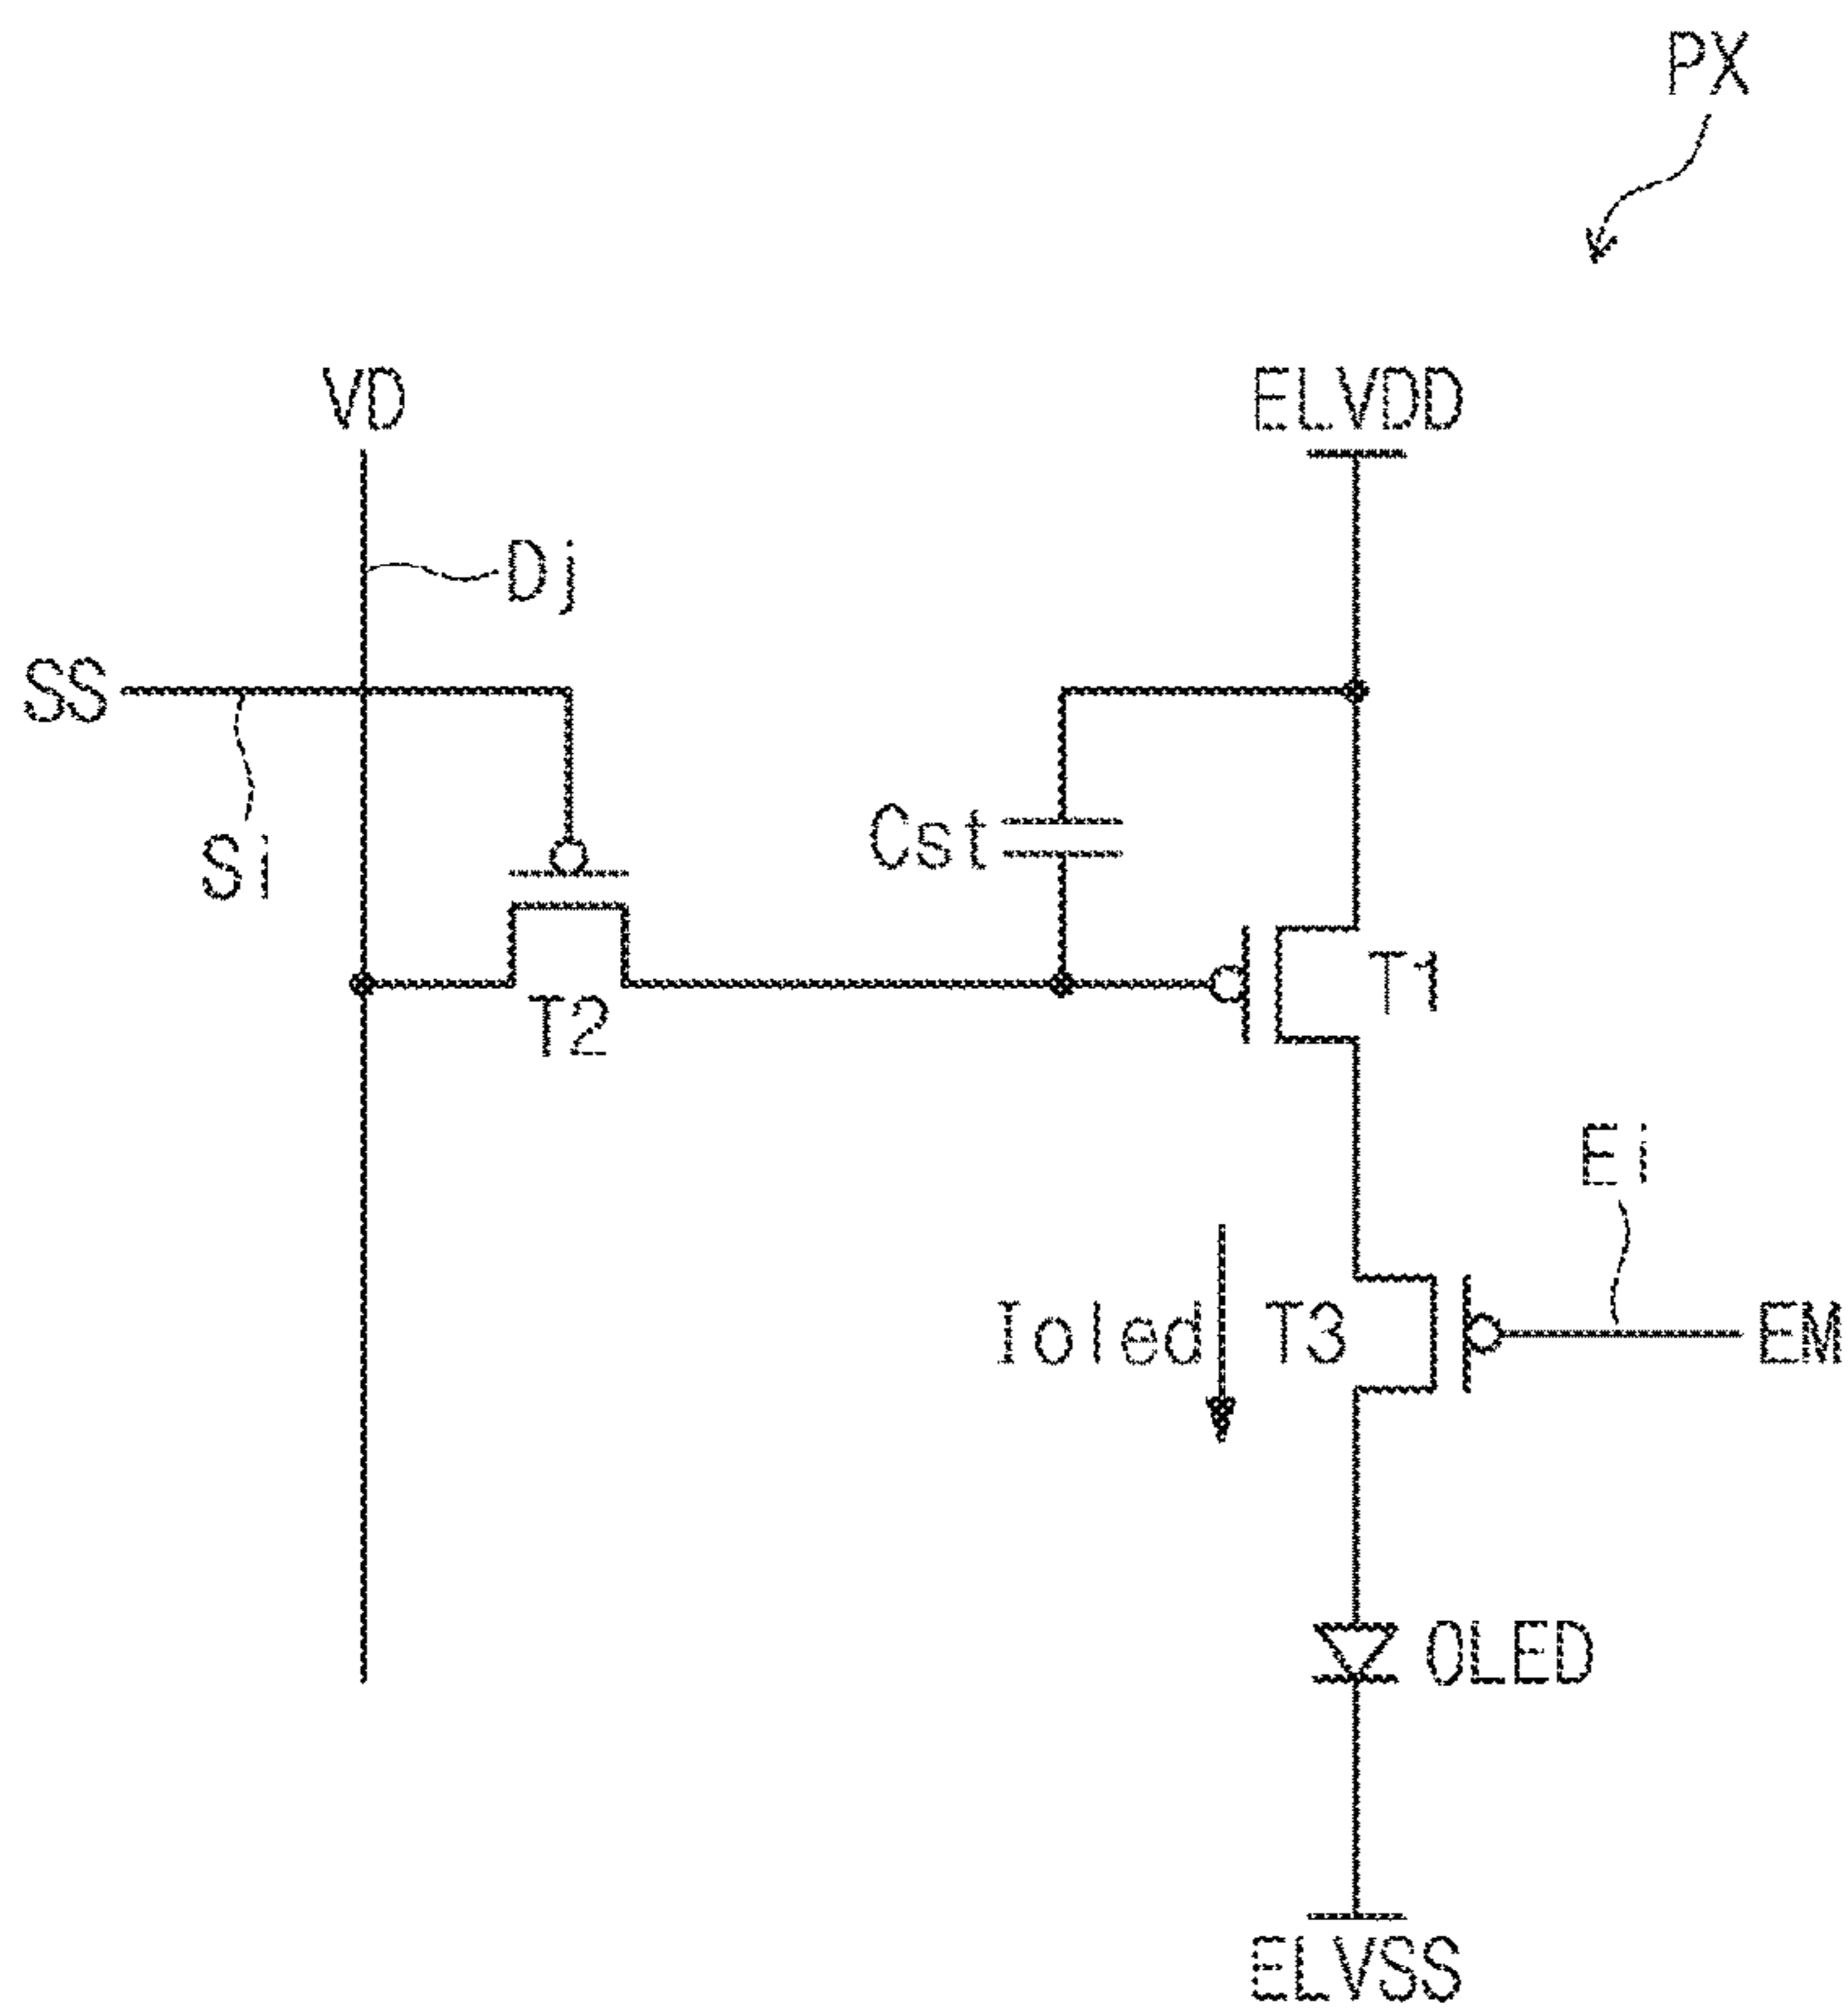 PX
VD
ELVDD
Dj
SS
Si
Cst
T1
T2
Ei
Ioled
T3
EM
OLED
ELVSS